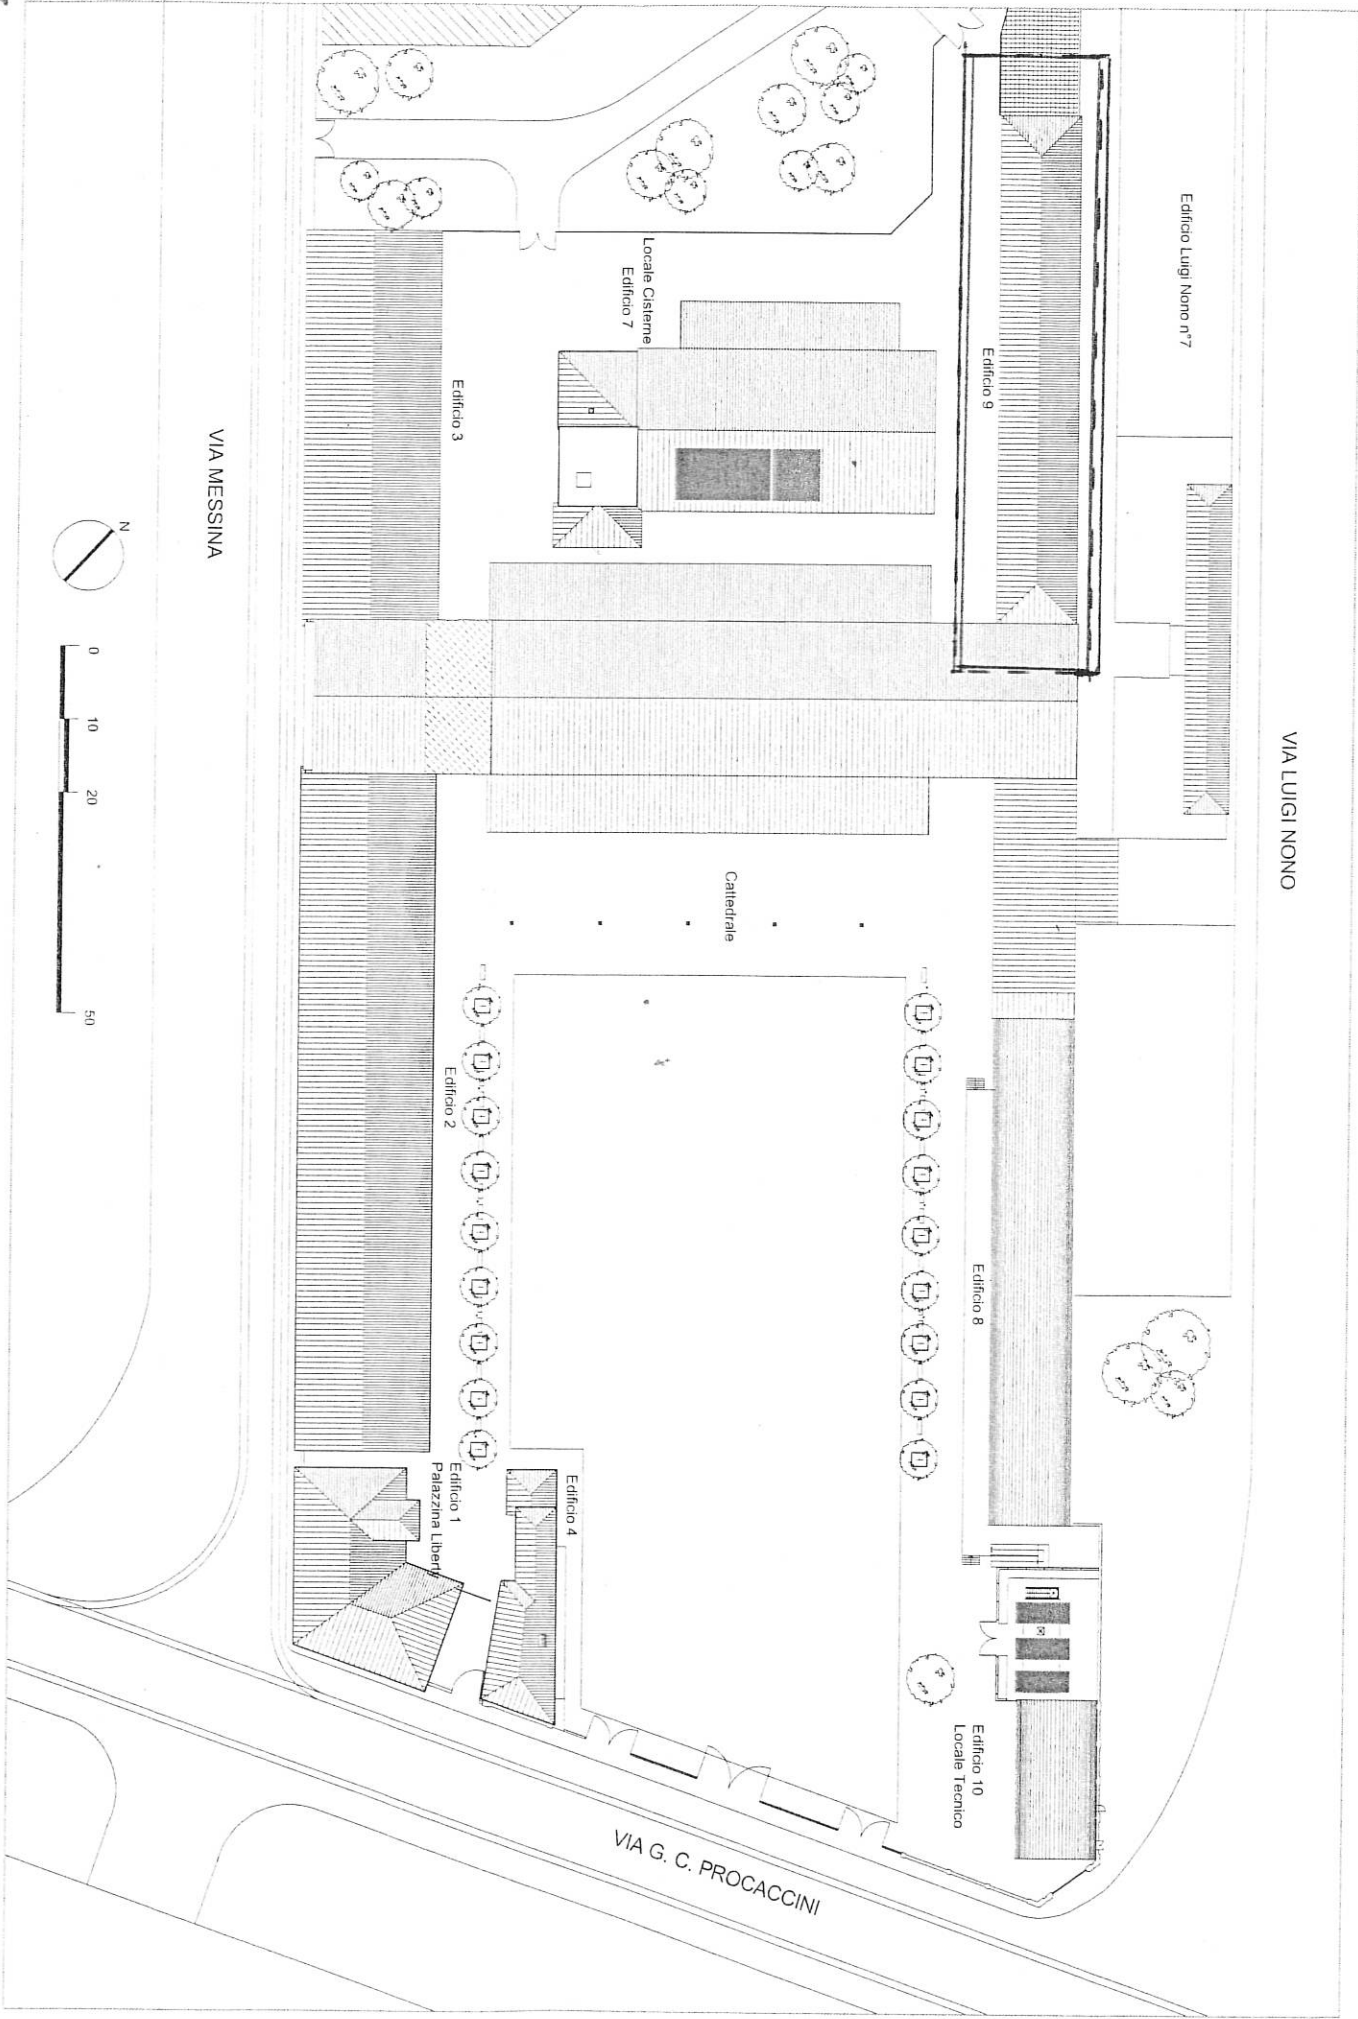 Edificio Luigi Nono n°7
VIA LUIGI NONO
Edificio 9
Locale Cisterne
Edificio 7
Edificio 3
VIA MESSINA
N
0
10
20
50
Cattedrale
Edificio 2
Edificio 8
Edificio 4
Edificio 1
Palazzina Liberty
Edificio 10
Locale Tecnico
VIA G. C. PROCACCINI